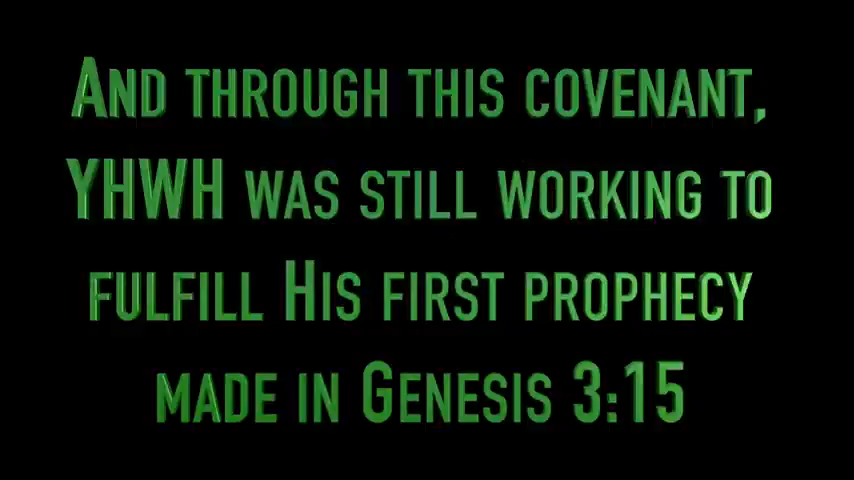 And through this covenant,
YHWH was still working to
fulfill His first prophecy
made in Genesis 3:15